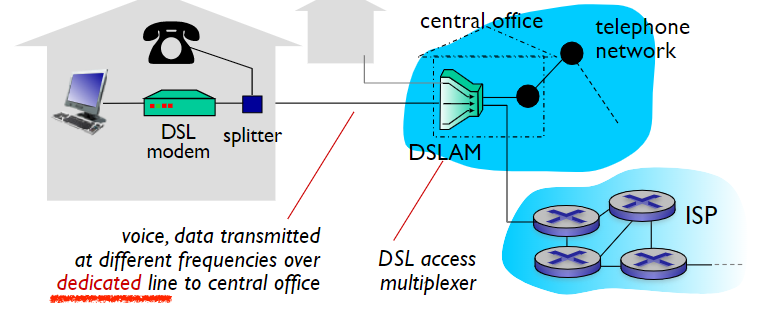 central office
telephone
network
DSL
modem
splitter
DSLAM
voice, data transmitted
at different frequencies over
dedicated line to central office
DSL access
multiplexer
ISP